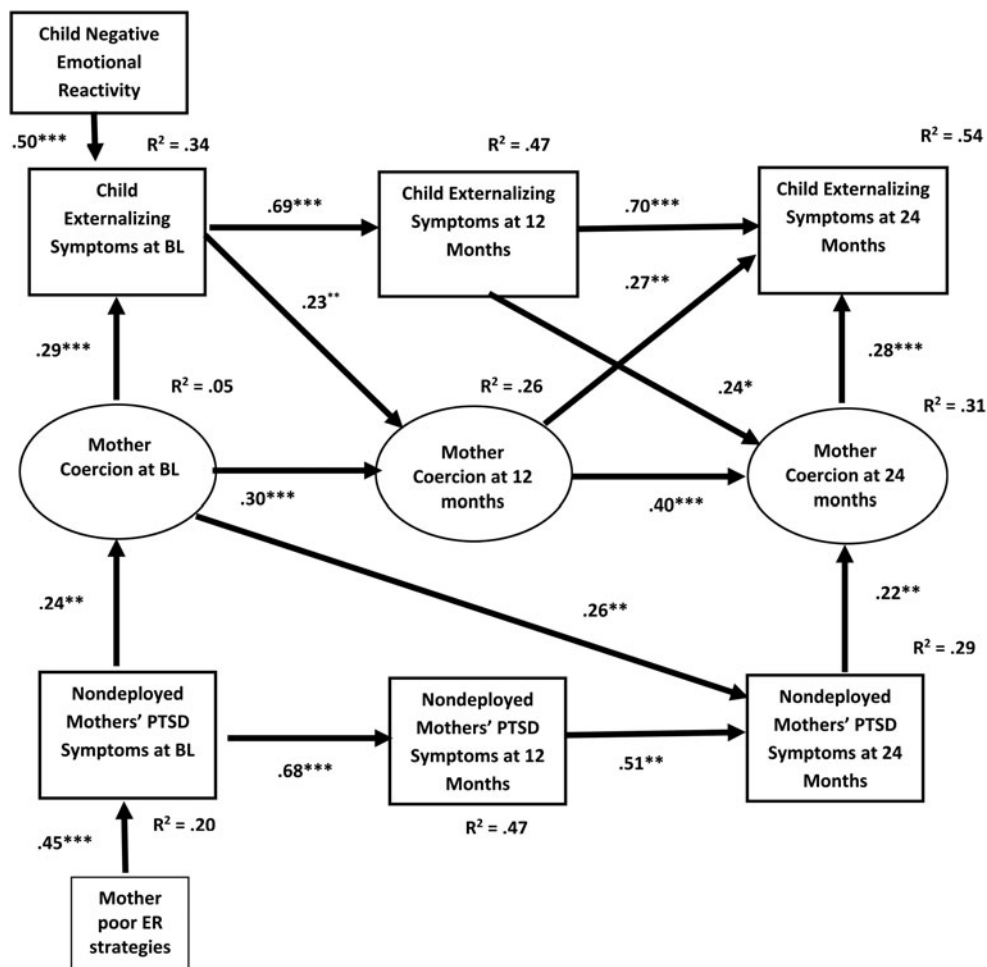 Child Negative
Emotional
Reactivity
.50***
R² = .34
R² = .47
R² = .54
Child
Externalizing
Symptoms at BL
.69***
Child Externalizing
Symptoms at 12
Months
.70***
Child Externalizing
Symptoms at 24
Months
.23**
.27**
.29***
.28***
R² = .05
R² = .26
.24*
R² = .31
Mother
Coercion at BL
.30***
Mother
Coercion at 12
months
.40***
Mother
Coercion at 24
months
.24**
.26**
.22**
R² = .29
Nondeployed
Mothers’ PTSD
Symptoms at BL
.68***
Nondeployed
Mothers’ PTSD
Symptoms at 12
Months
.51**
Nondeployed
Mothers’ PTSD
Symptoms at 24
Months
.45***
R² = .20
R² = .47
Mother
poor ER
strategies